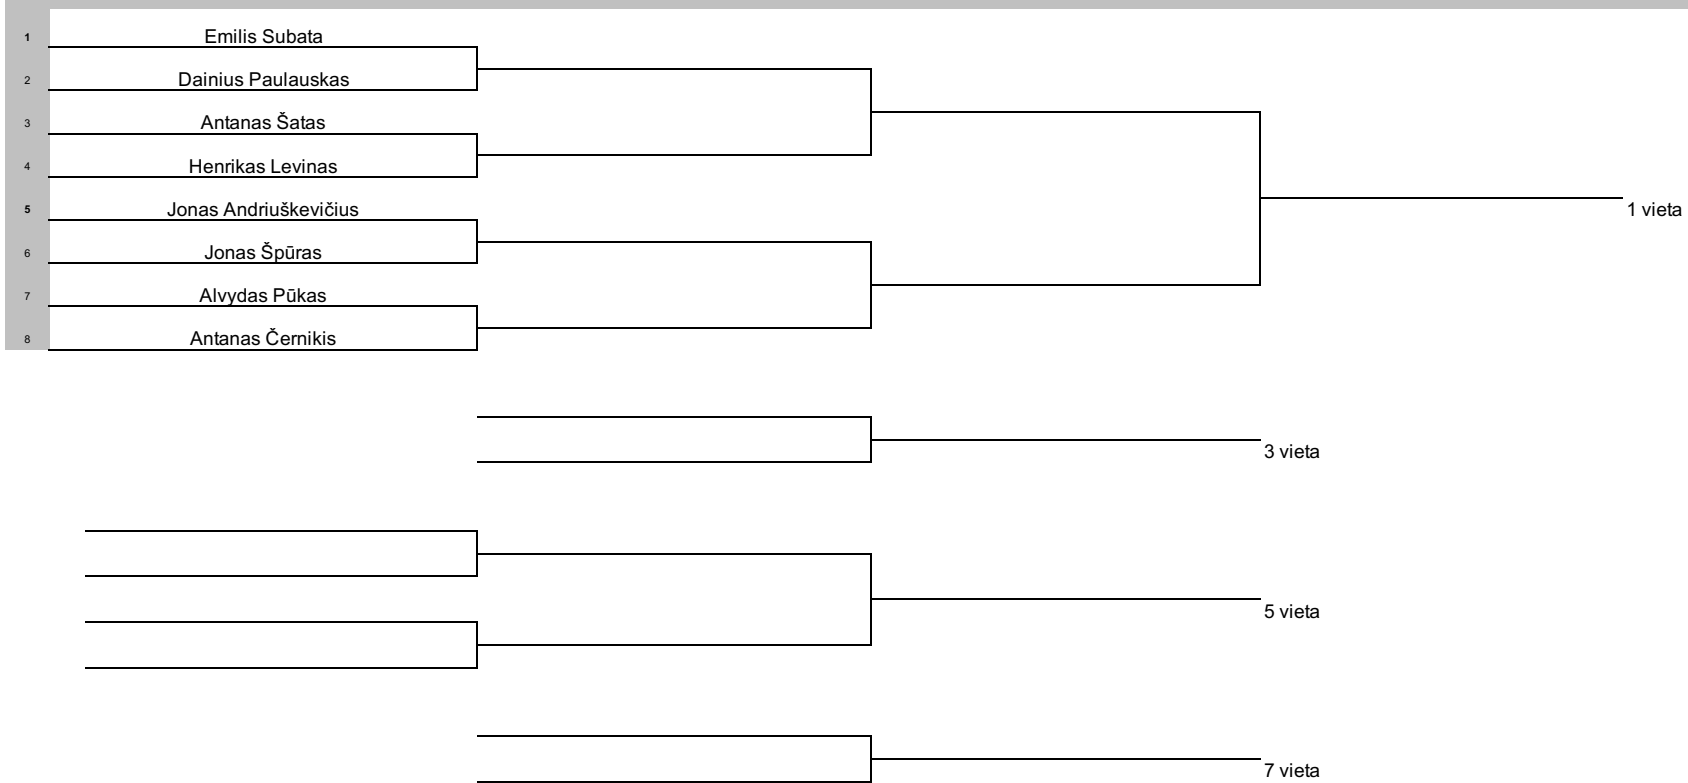 1 Emilis Subata
2 Dainius Paulauskas
3 Antanas Šatas
4 Henrikas Levinas
5 Jonas Andriuškevičius
1 vieta
6 Jonas Špūras
7 Alvydas Pūkas
8 Antanas Černikis
3 vieta
5 vieta
7 vieta